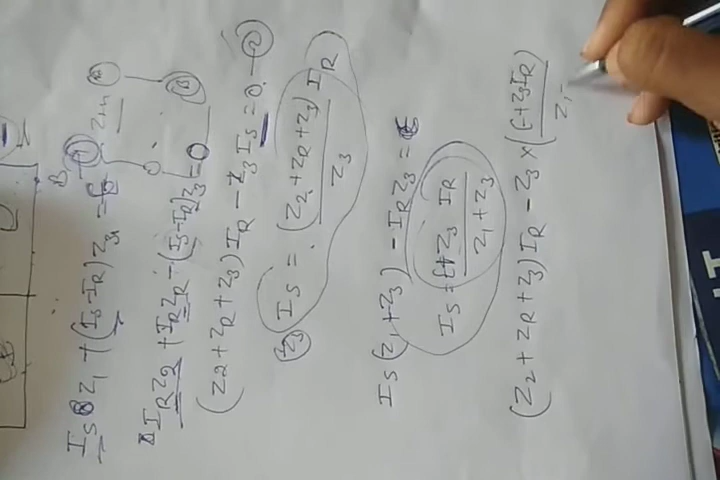 I_S Z_1 + (I_S - I_R) Z_3 = E
I_R Z_2 + I_R Z_R - (I_S - I_R) Z_3 = 0
(Z_2 + Z_R + Z_3) I_R - Z_3 I_S = 0. — ②
I_S = (Z_2 + Z_R + Z_3) I_R / Z_3
I_S (Z_1 + Z_3) - I_R Z_3 = E
I_S = E + Z_3 I_R / Z_1 + Z_3
(Z_2 + Z_R + Z_3) I_R - Z_3 × (E + Z_3 I_R) / Z_1